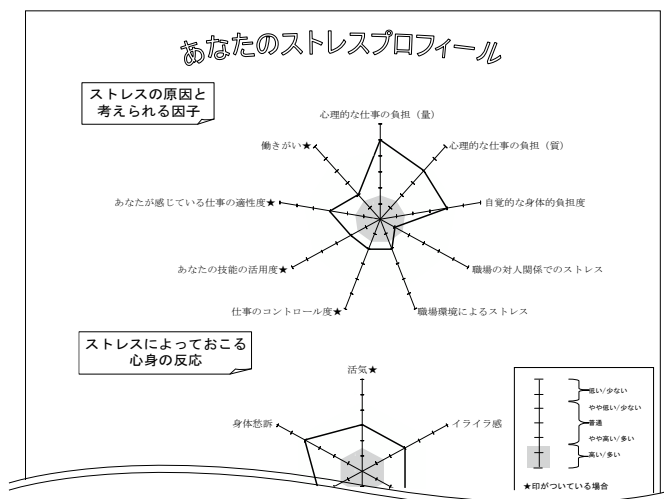 あなたのストレスプロフィール
ストレスの原因と
考えられる因子
心理的な仕事の負担（量）
働きがい★
心理的な仕事の負担（質）
あなたが感じている仕事の適性度★
自覚的な身体的負担度
あなたの技能の活用度★
職場の対人関係でのストレス
仕事のコントロール度★
職場環境によるストレス
ストレスによっておこる
心身の反応
活気★
身体愁訴
イライラ感
低い/少ない
やや低い/少ない
普通
やや高い/多い
高い/多い
★印がついている場合